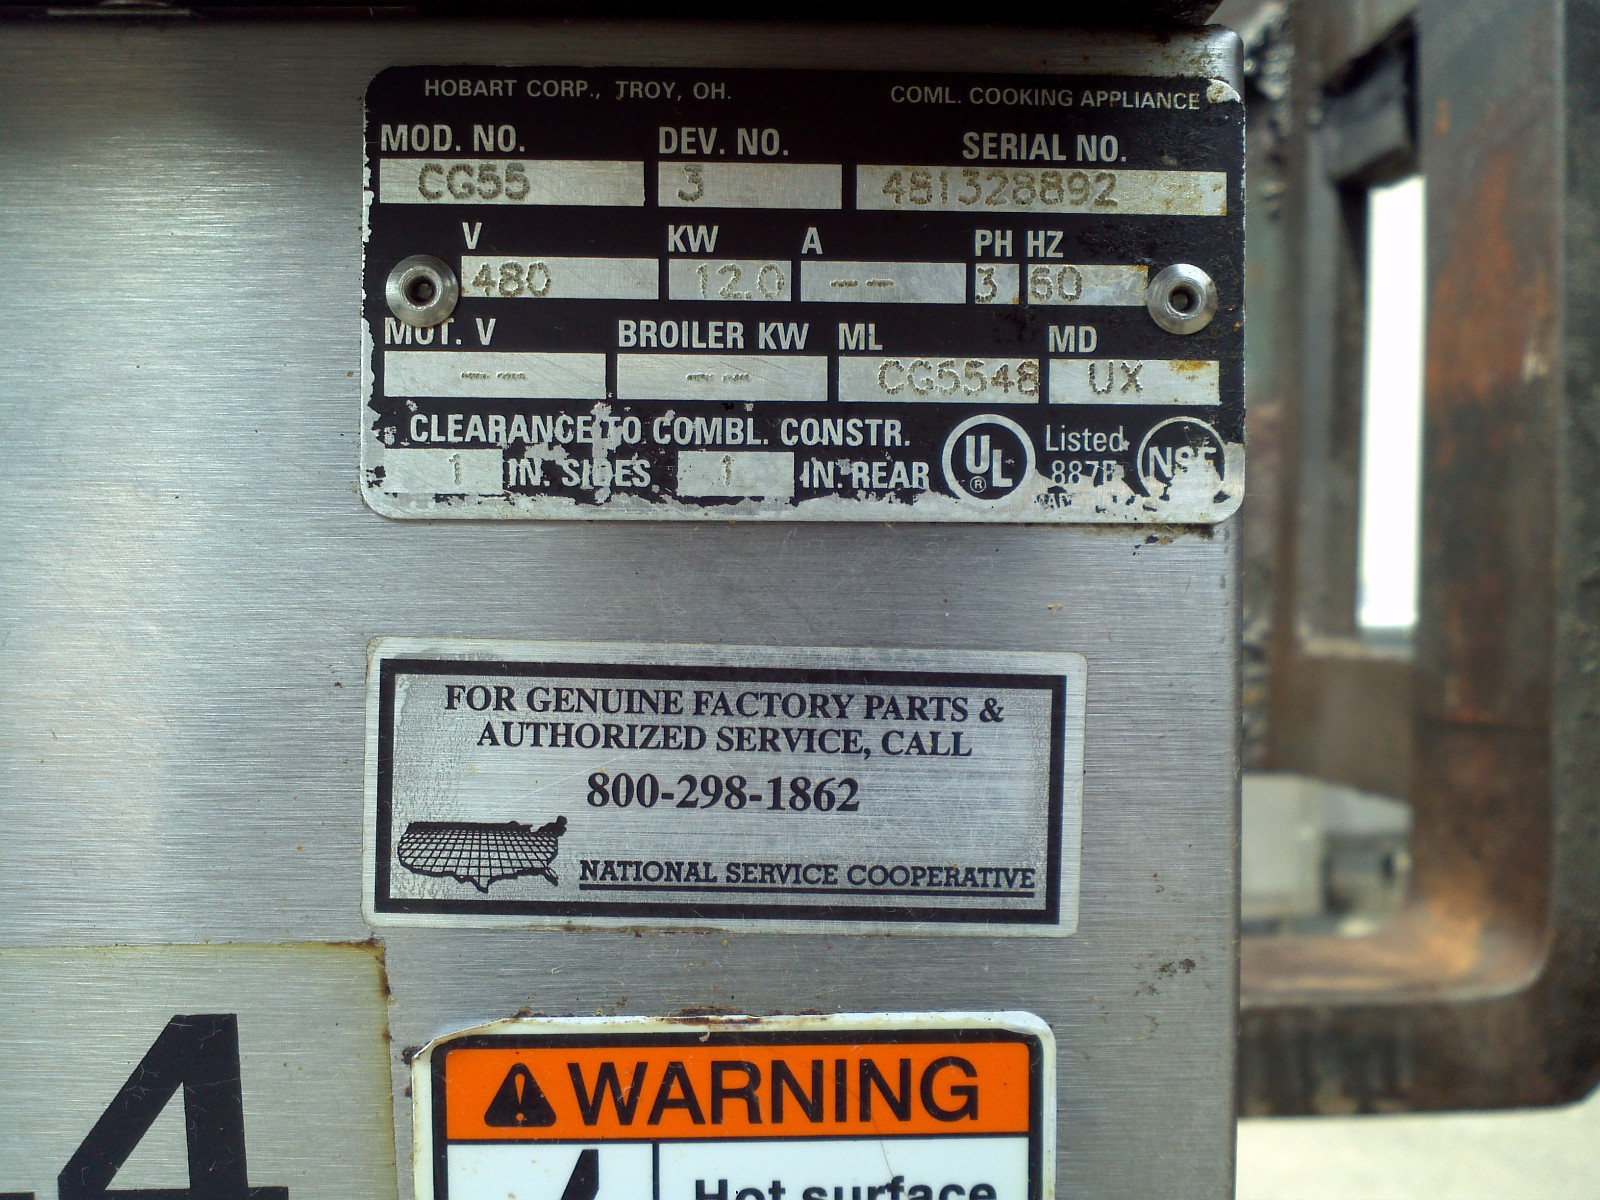 HOBART CORP., TROY, OH. COML. COOKING APPLIANCE
MOD. NO. DEV. NO. SERIAL NO.
CG55 3 481328892
V KW A PH HZ
480 12.0 -- 3 60
MOT. V BROILER KW ML MD
-- -- CG5548 UX
CLEARANCE TO COMBL. CONSTR.
1 IN. SIDES 1 IN. REAR
UL ® Listed NSF
FOR GENUINE FACTORY PARTS &
AUTHORIZED SERVICE, CALL
800-298-1862
NATIONAL SERVICE COOPERATIVE
WARNING
Hot surface
4